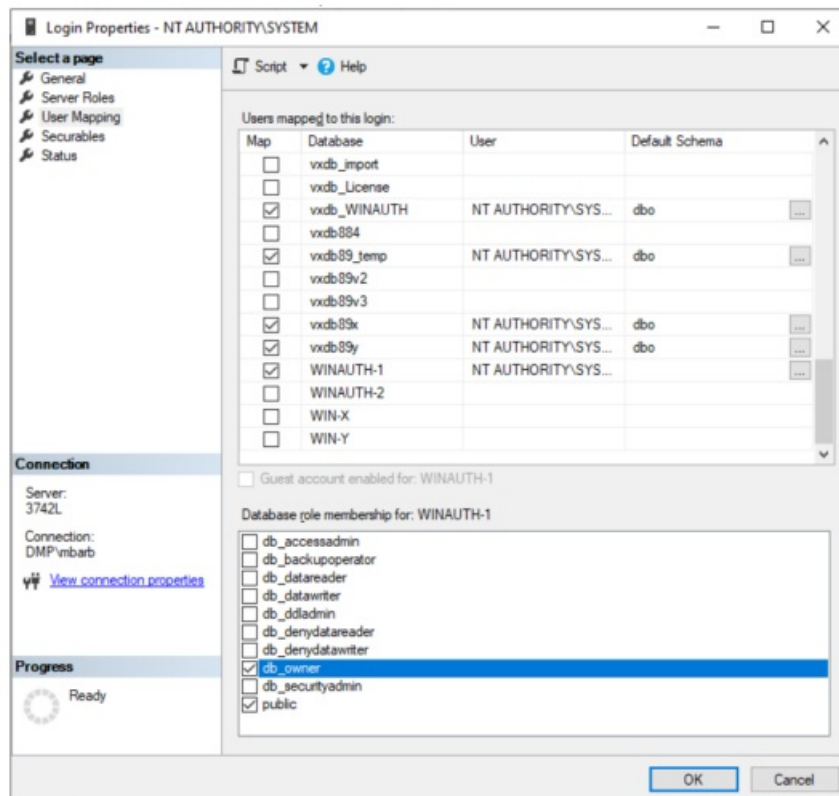 Login Properties - NT AUTHORITY\SYSTEM
Select a page
General
Server Roles
User Mapping
Securables
Status
Script Help
Users mapped to this login:
Map Database User Default Schema
vxdb_import
vxdb_License
vxdb_WINAUTH NT AUTHORITY\SYS... dbo ...
vxdb884
vxdb89_temp NT AUTHORITY\SYS... dbo ...
vxdb89v2
vxdb89v3
vxdb89x NT AUTHORITY\SYS... dbo ...
vxdb89y NT AUTHORITY\SYS... dbo ...
WINAUTH-1 NT AUTHORITY\SYS... ...
WINAUTH-2
WIN-X
WIN-Y
Guest account enabled for: WINAUTH-1
Database role membership for: WINAUTH-1
db_accessadmin
db_backupoperator
db_datareader
db_datawriter
db_ddladmin
db_denydatareader
db_denydatawriter
db_owner
db_securityadmin
public
Connection
Server:
3742L
Connection:
DMP\mbarb
View connection properties
Progress
Ready
OK Cancel